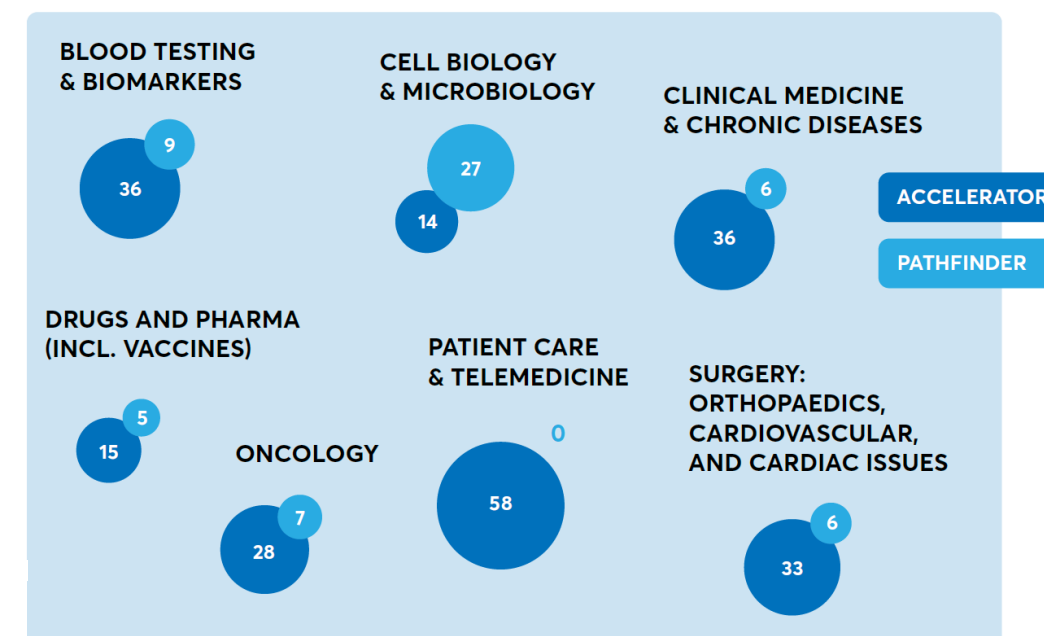 BLOOD TESTING
& BIOMARKERS
9
36
CELL BIOLOGY
& MICROBIOLOGY
27
14
CLINICAL MEDICINE
& CHRONIC DISEASES
6
36
ACCELERATOR
PATHFINDER
DRUGS AND PHARMA
(INCL. VACCINES)
5
15
ONCOLOGY
7
28
PATIENT CARE
& TELEMEDICINE
0
58
SURGERY:
ORTHOPAEDICS,
CARDIOVASCULAR,
AND CARDIAC ISSUES
6
33